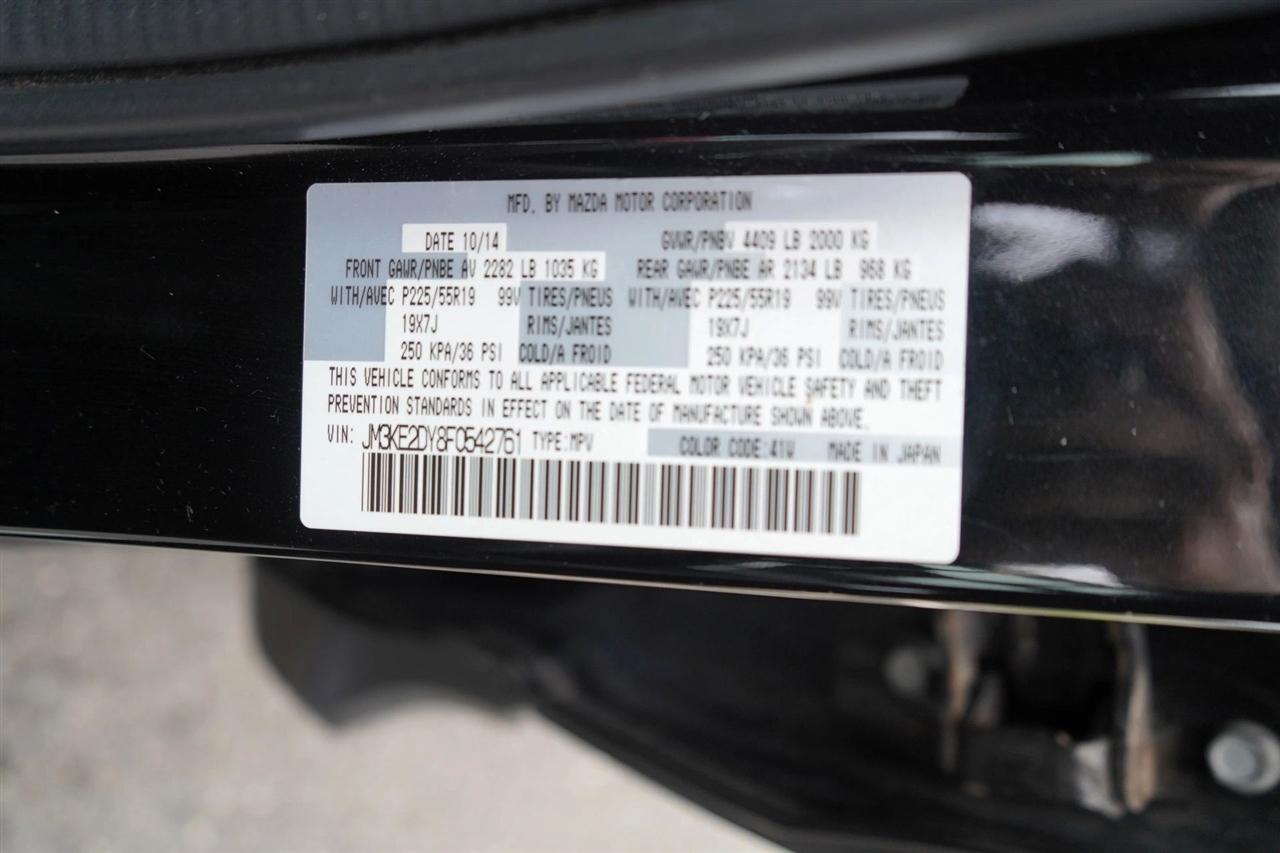 MFD. BY MAZDA MOTOR CORPORATION
DATE 10/14 GVWR/PNBV 4409 LB 2000 KG
FRONT GAWR/PNBE AV 2282 LB 1035 KG REAR GAWR/PNBE AR 2134 LB 968 KG
WITH/AVEC P225/55R19 99V TIRES/PNEUS WITH/AVEC P225/55R19 99V TIRES/PNEUS
19X7J RIMS/JANTES 19X7J RIMS/JANTES
250 KPA/36 PSI COLD/A FROID 250 KPA/36 PSI COLD/A FROID
THIS VEHICLE CONFORMS TO ALL APPLICABLE FEDERAL MOTOR VEHICLE SAFETY AND THEFT
PREVENTION STANDARDS IN EFFECT ON THE DATE OF MANUFACTURE SHOWN ABOVE.
VIN: JM3KE2DY8F0542761 TYPE:MPV COLOR CODE:41W MADE IN JAPAN